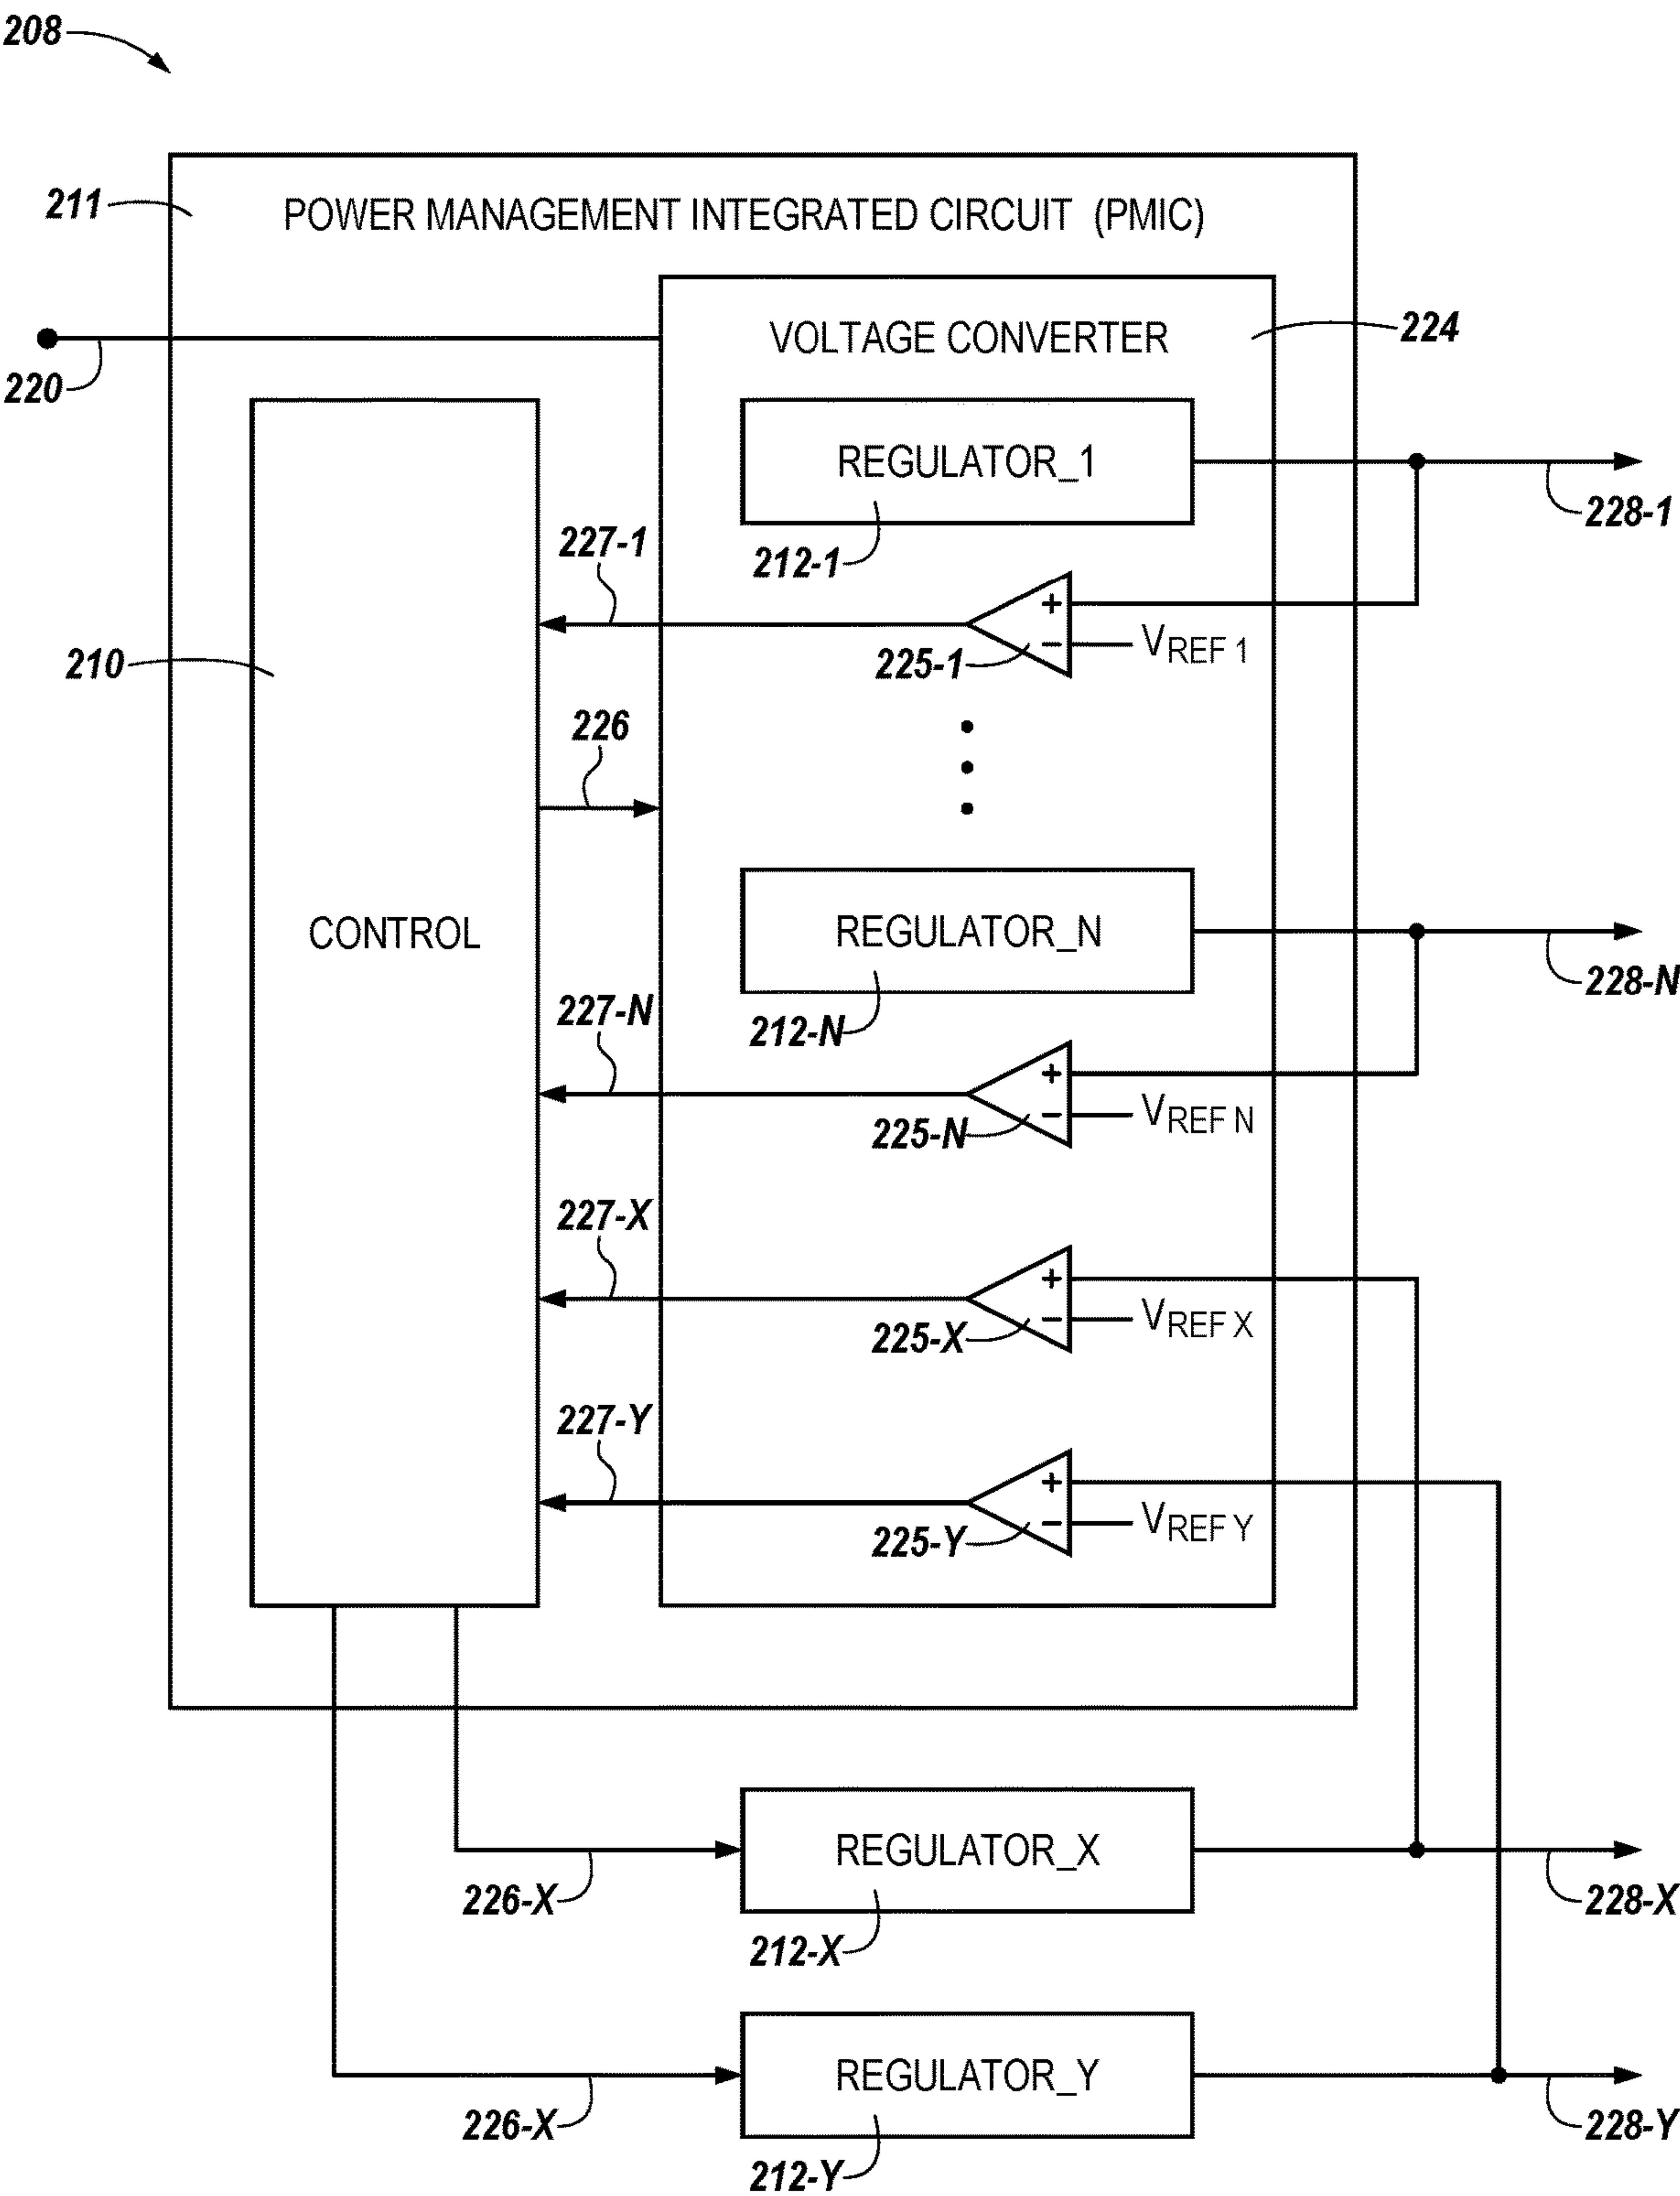 208
211
POWER MANAGEMENT INTEGRATED CIRCUIT (PMIC)
220
VOLTAGE CONVERTER
224
REGULATOR_1
212-1
228-1
227-1
+
-
VREF 1
225-1
210
226
CONTROL
REGULATOR_N
212-N
228-N
227-N
+
-
VREF N
225-N
227-X
+
-
VREF X
225-X
227-Y
+
-
VREF Y
225-Y
REGULATOR_X
226-X
212-X
228-X
REGULATOR_Y
226-X
212-Y
228-Y